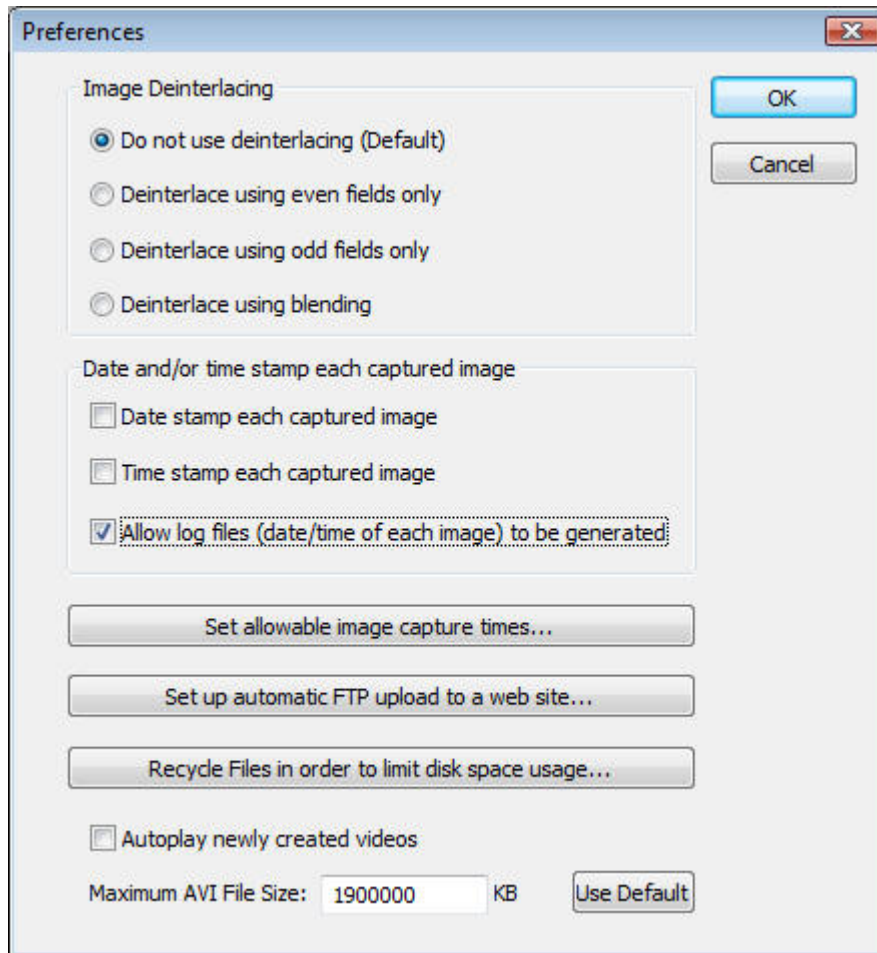 Preferences
Image Deinterlacing
OK
Do not use deinterlacing (Default)
Cancel
Deinterlace using even fields only
Deinterlace using odd fields only
Deinterlace using blending
Date and/or time stamp each captured image
Date stamp each captured image
Time stamp each captured image
Allow log files (date/time of each image) to be generated
Set allowable image capture times...
Set up automatic FTP upload to a web site...
Recycle Files in order to limit disk space usage...
Autoplay newly created videos
Maximum AVI File Size: 1900000 KB Use Default